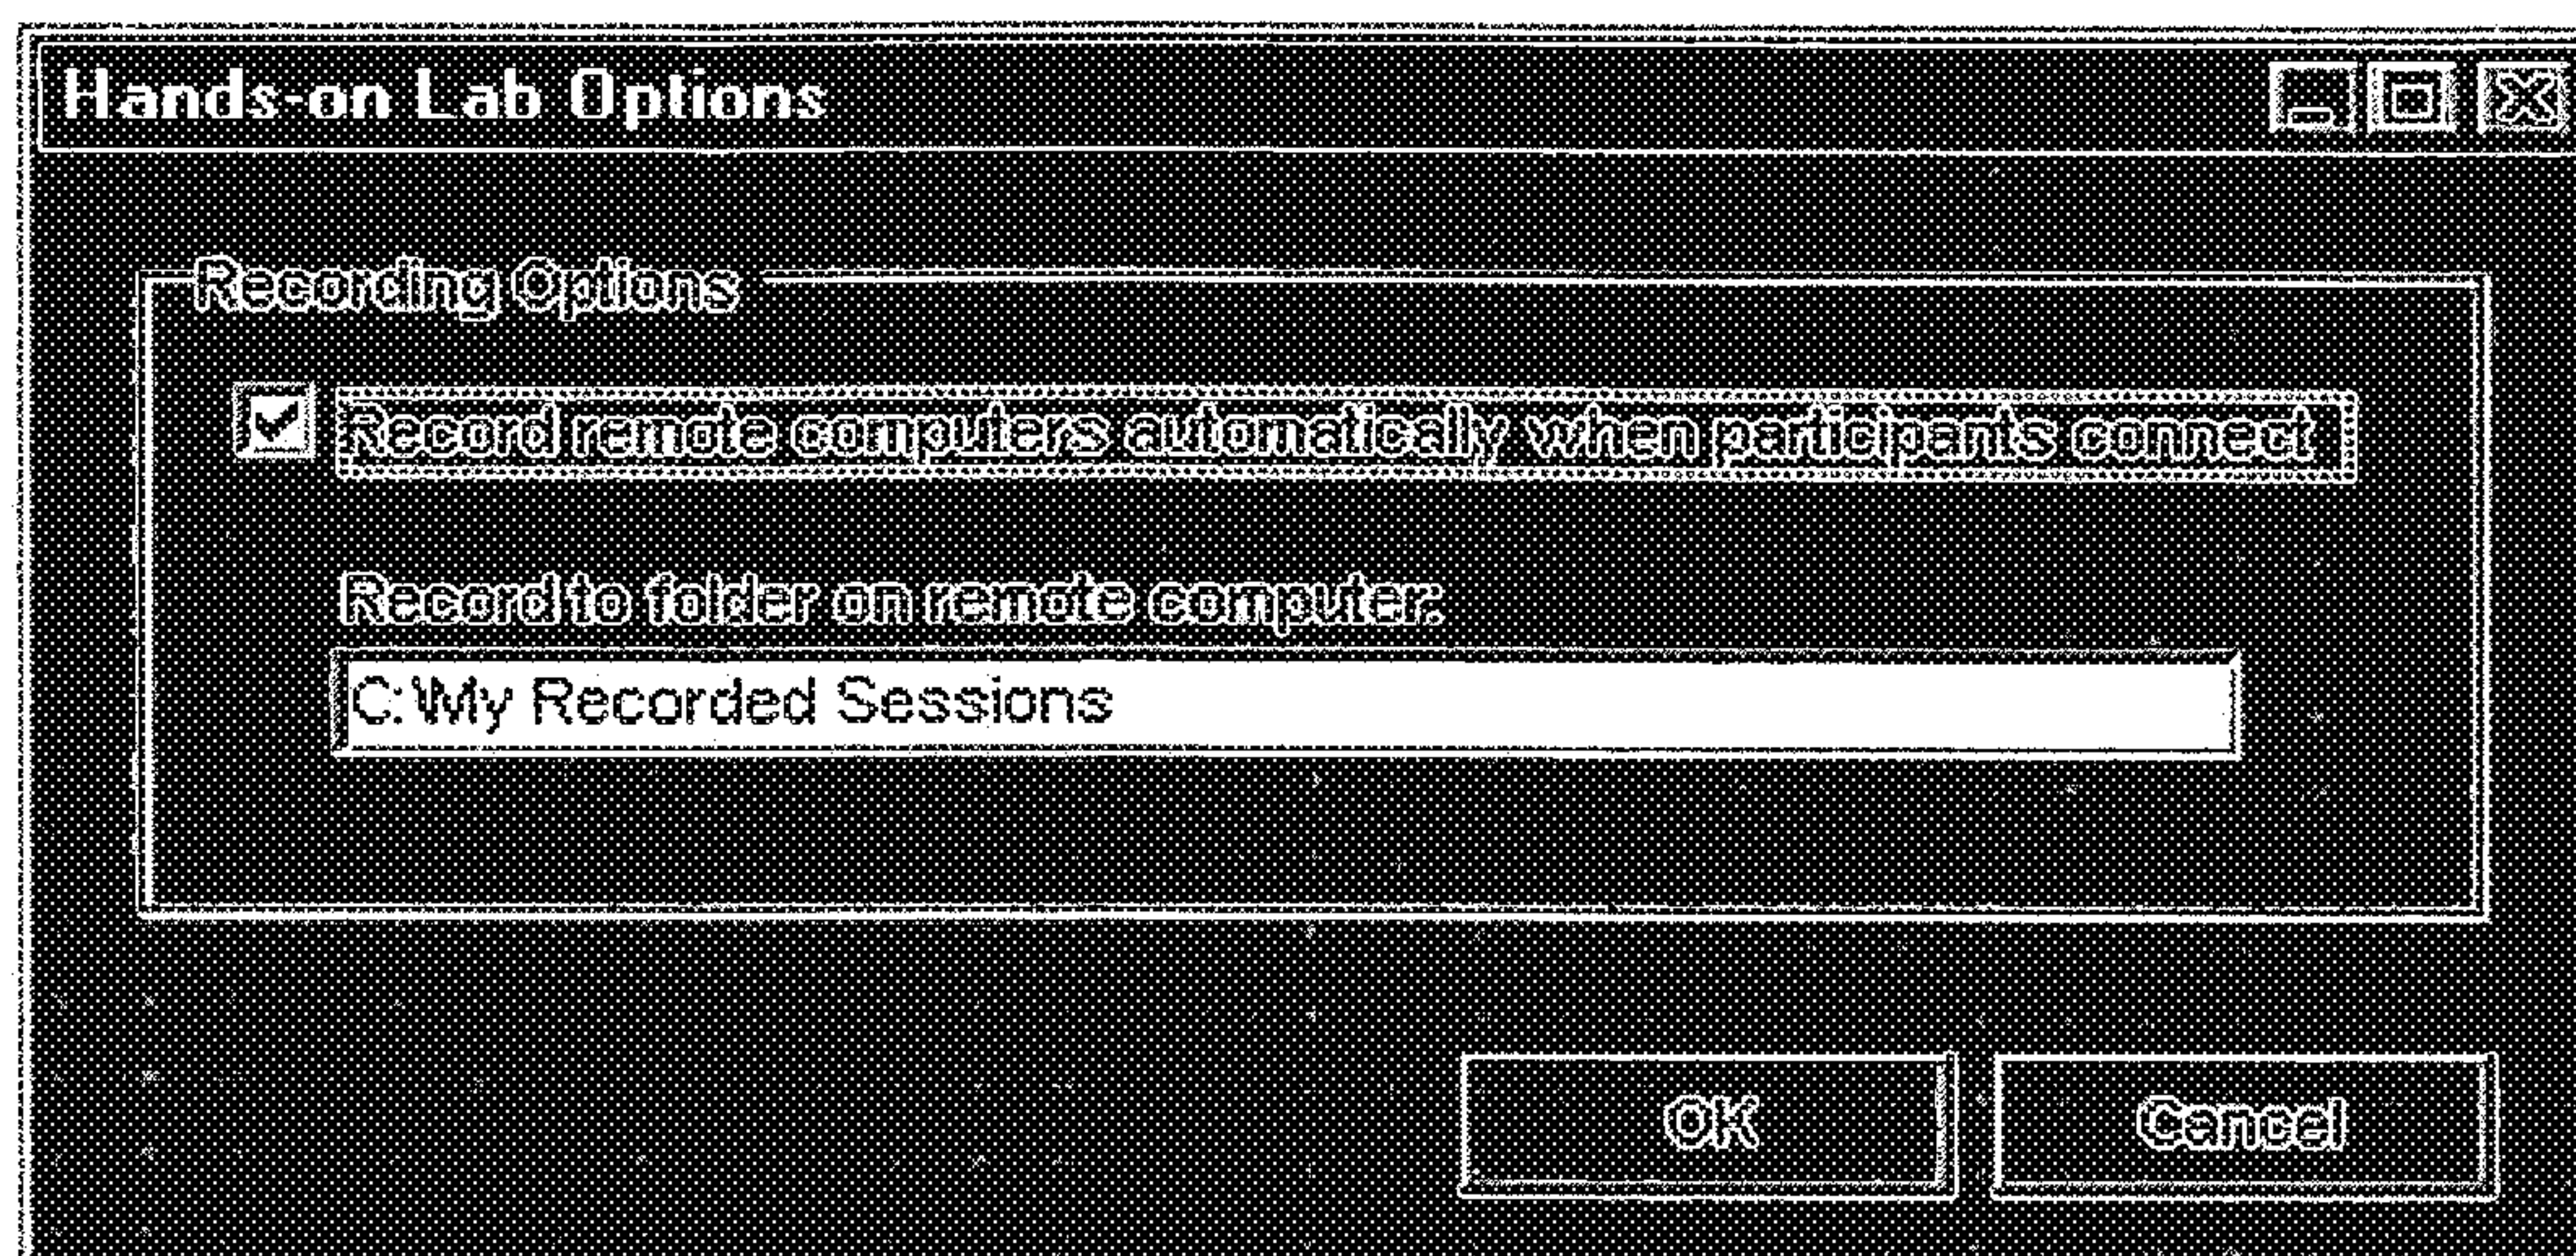 Hands-on Lab Options
Recording Options
Record remote computers automatically when participants connect
Record to folder on remote computer:
C:\My Recorded Sessions
OK
Cancel